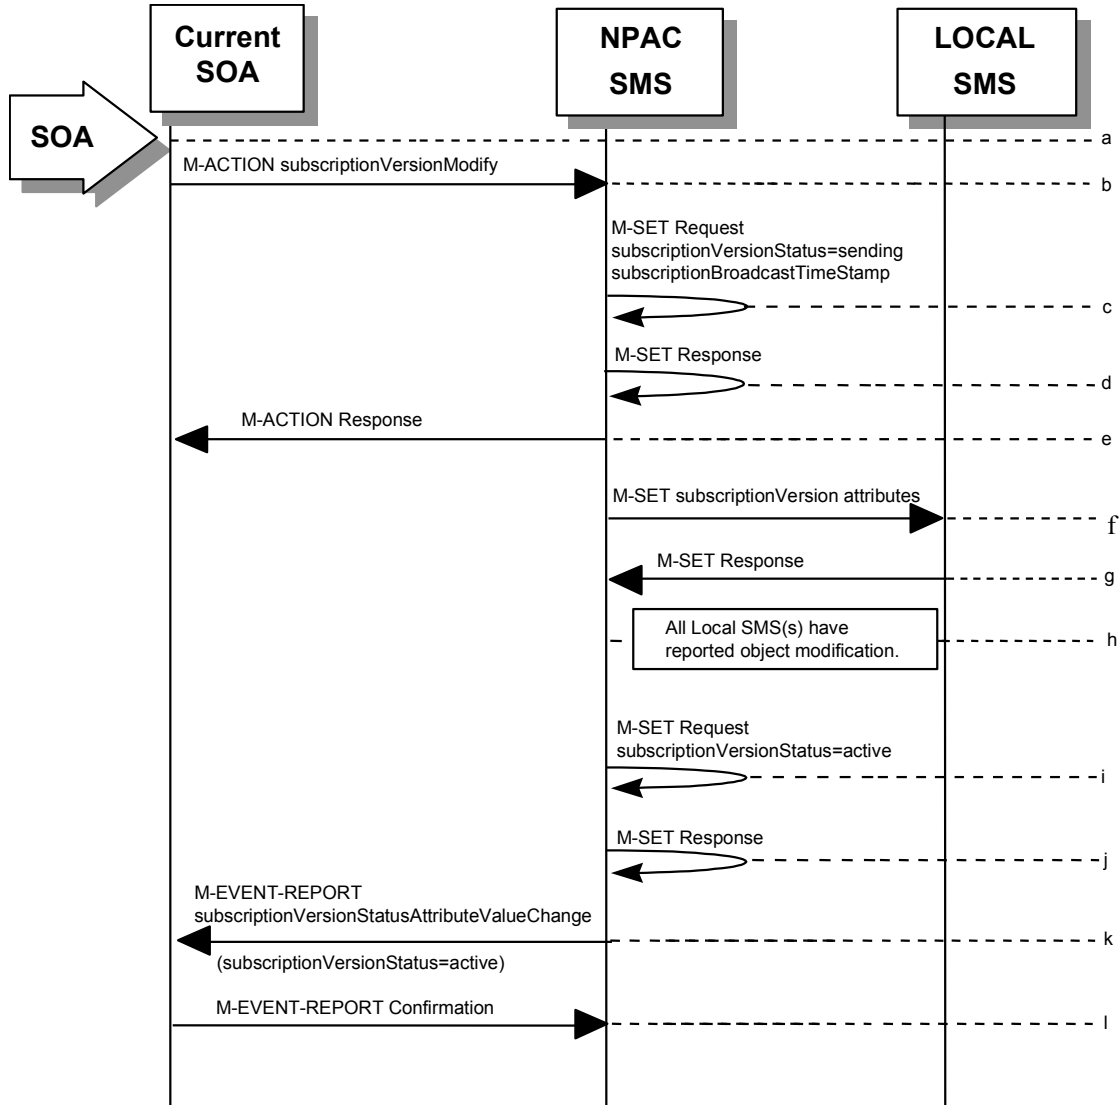 Current
SOA
NPAC
SMS
LOCAL
SMS
SOA
a
M-ACTION subscriptionVersionModify
b
M-SET Request
subscriptionVersionStatus=sending
subscriptionBroadcastTimeStamp
c
M-SET Response
d
M-ACTION Response
e
M-SET subscriptionVersion attributes
f
M-SET Response
g
All Local SMS(s) have
reported object modification.
h
M-SET Request
subscriptionVersionStatus=active
i
M-SET Response
j
M-EVENT-REPORT
subscriptionVersionStatusAttributeValueChange
k
(subscriptionVersionStatus=active)
M-EVENT-REPORT Confirmation
l